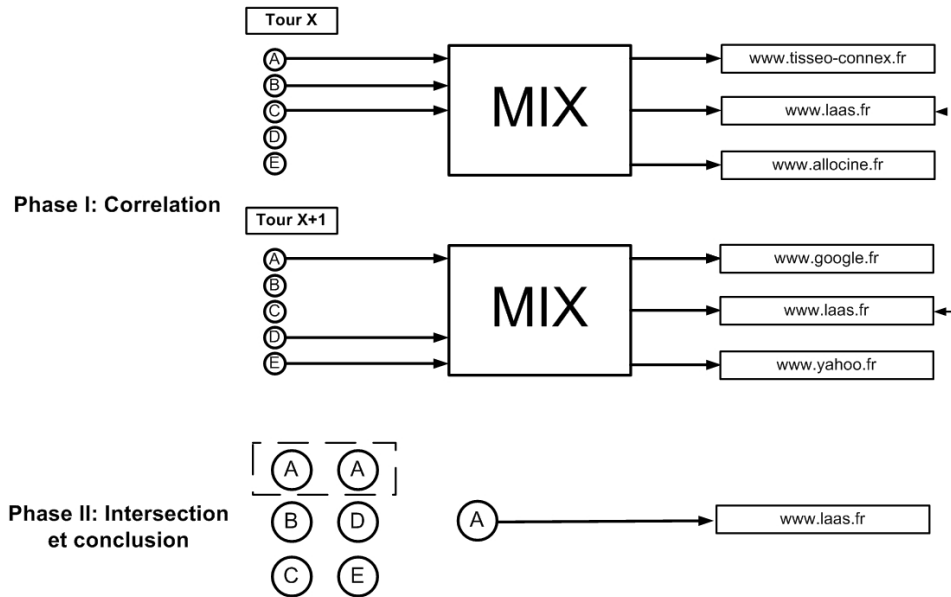 Tour X
A
B
C
D
E
MIX
www.tisseo-connex.fr
www.laas.fr
www.allocine.fr
Phase I: Correlation
Tour X+1
A
B
C
D
E
MIX
www.google.fr
www.laas.fr
www.yahoo.fr
Phase II: Intersection
et conclusion
A A
B D
C E
A
www.laas.fr